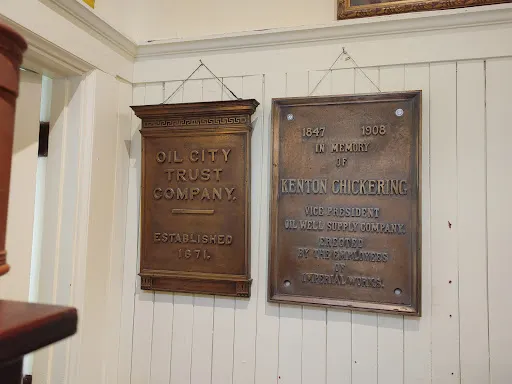 OIL CITY
TRUST
COMPANY.
ESTABLISHED
1871.
1847 1908
IN MEMORY
OF
KENTON CHICKERING
VICE PRESIDENT
OIL WELL SUPPLY COMPANY.
ERECTED
BY THE EMPLOYEES
OF
IMPERIAL WORKS.